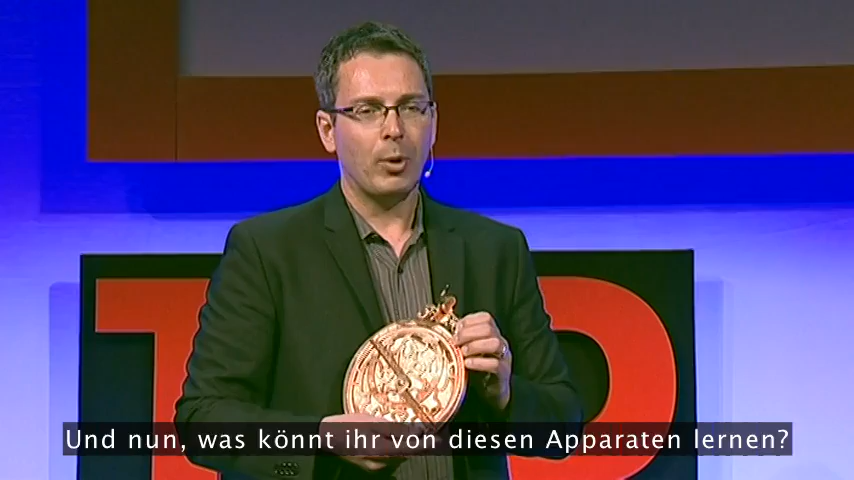 Und nun, was könnt ihr von diesen Apparaten lernen?